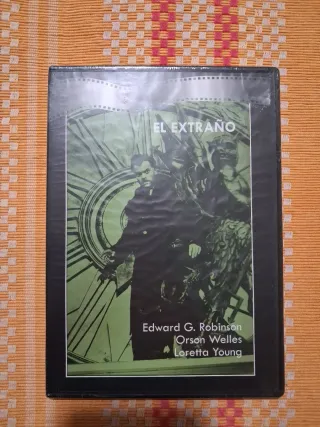 EL EXTRAÑO
Edward G. Robinson
Orson Welles
Loretta Young